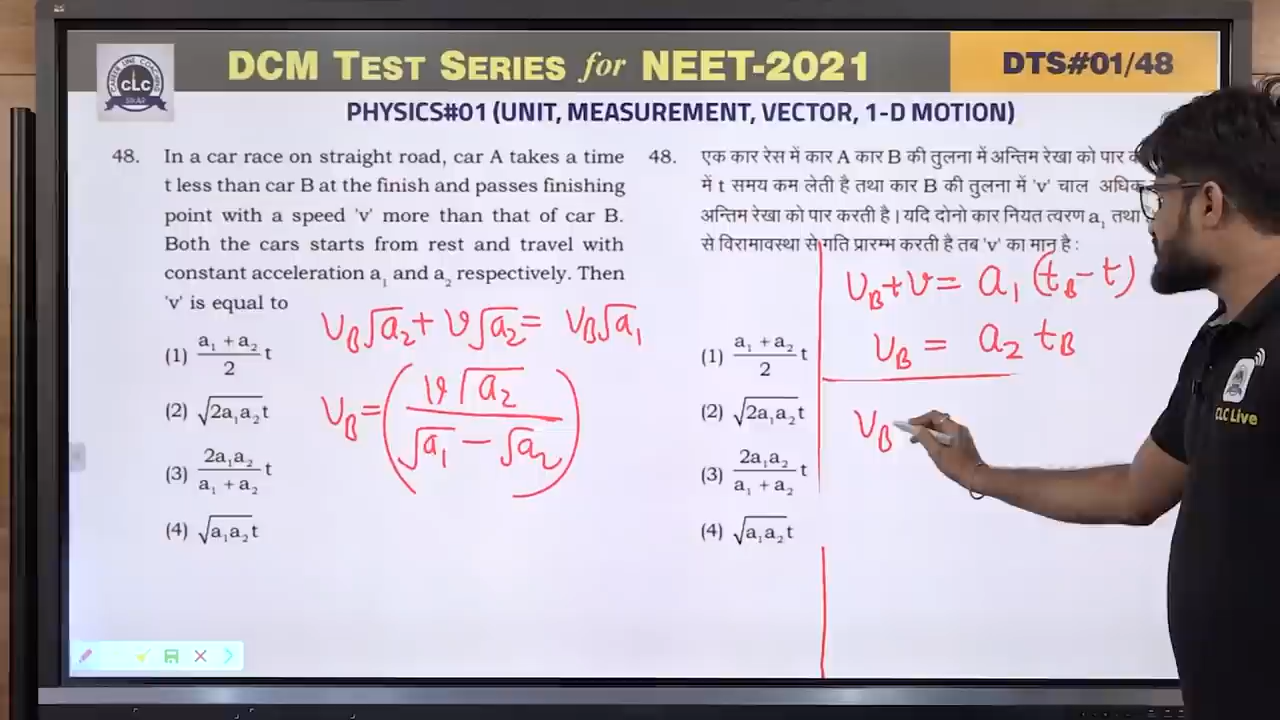 DCM TEST SERIES for NEET-2021
DTS#01/48
CLC
SIKAR
PHYSICS#01 (UNIT, MEASUREMENT, VECTOR, 1-D MOTION)
48. In a car race on straight road, car A takes a time
t less than car B at the finish and passes finishing
point with a speed 'v' more than that of car B.
Both the cars starts from rest and travel with
constant acceleration a₁ and a₂ respectively. Then
'v' is equal to
(1) (a₁ + a₂)/2 t
(2) √(2a₁a₂) t
(3) (2a₁a₂)/(a₁ + a₂) t
(4) √(a₁a₂) t
V_B√a₂ + v√a₂ = V_B√a₁
V_B = (v√a₂ / (√a₁ − √a₂))
48. एक कार रेस में कार A कार B की तुलना में अन्तिम रेखा को पार
में t समय कम लेती है तथा कार B की तुलना में 'v' चाल अधिक
अन्तिम रेखा को पार करती है। यदि दोनो कार नियत त्वरण a₁ तथा
से विरामावस्था से गति प्रारम्भ करती है तब 'v' का मान है :
(1) (a₁ + a₂)/2 t
(2) √(2a₁a₂) t
(3) (2a₁a₂)/(a₁ + a₂) t
(4) √(a₁a₂) t
V_B + v = a₁ (t_B − t)
V_B = a₂ t_B
V_B
CLC Live